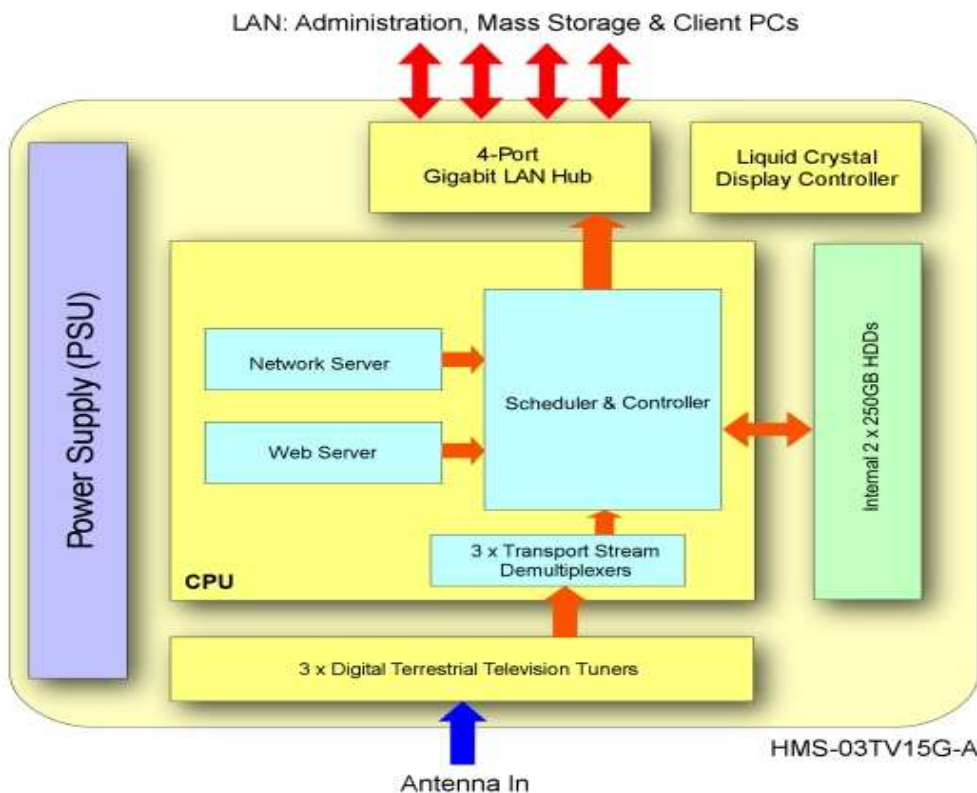 LAN: Administration, Mass Storage & Client PCs
4-Port
Gigabit LAN Hub
Liquid Crystal
Display Controller
Power Supply (PSU)
Network Server
Scheduler & Controller
Web Server
Internal 2 x 250GB HDDs
3 x Transport Stream
Demultiplexers
CPU
3 x Digital Terrestrial Television Tuners
HMS-03TV15G-A
Antenna In